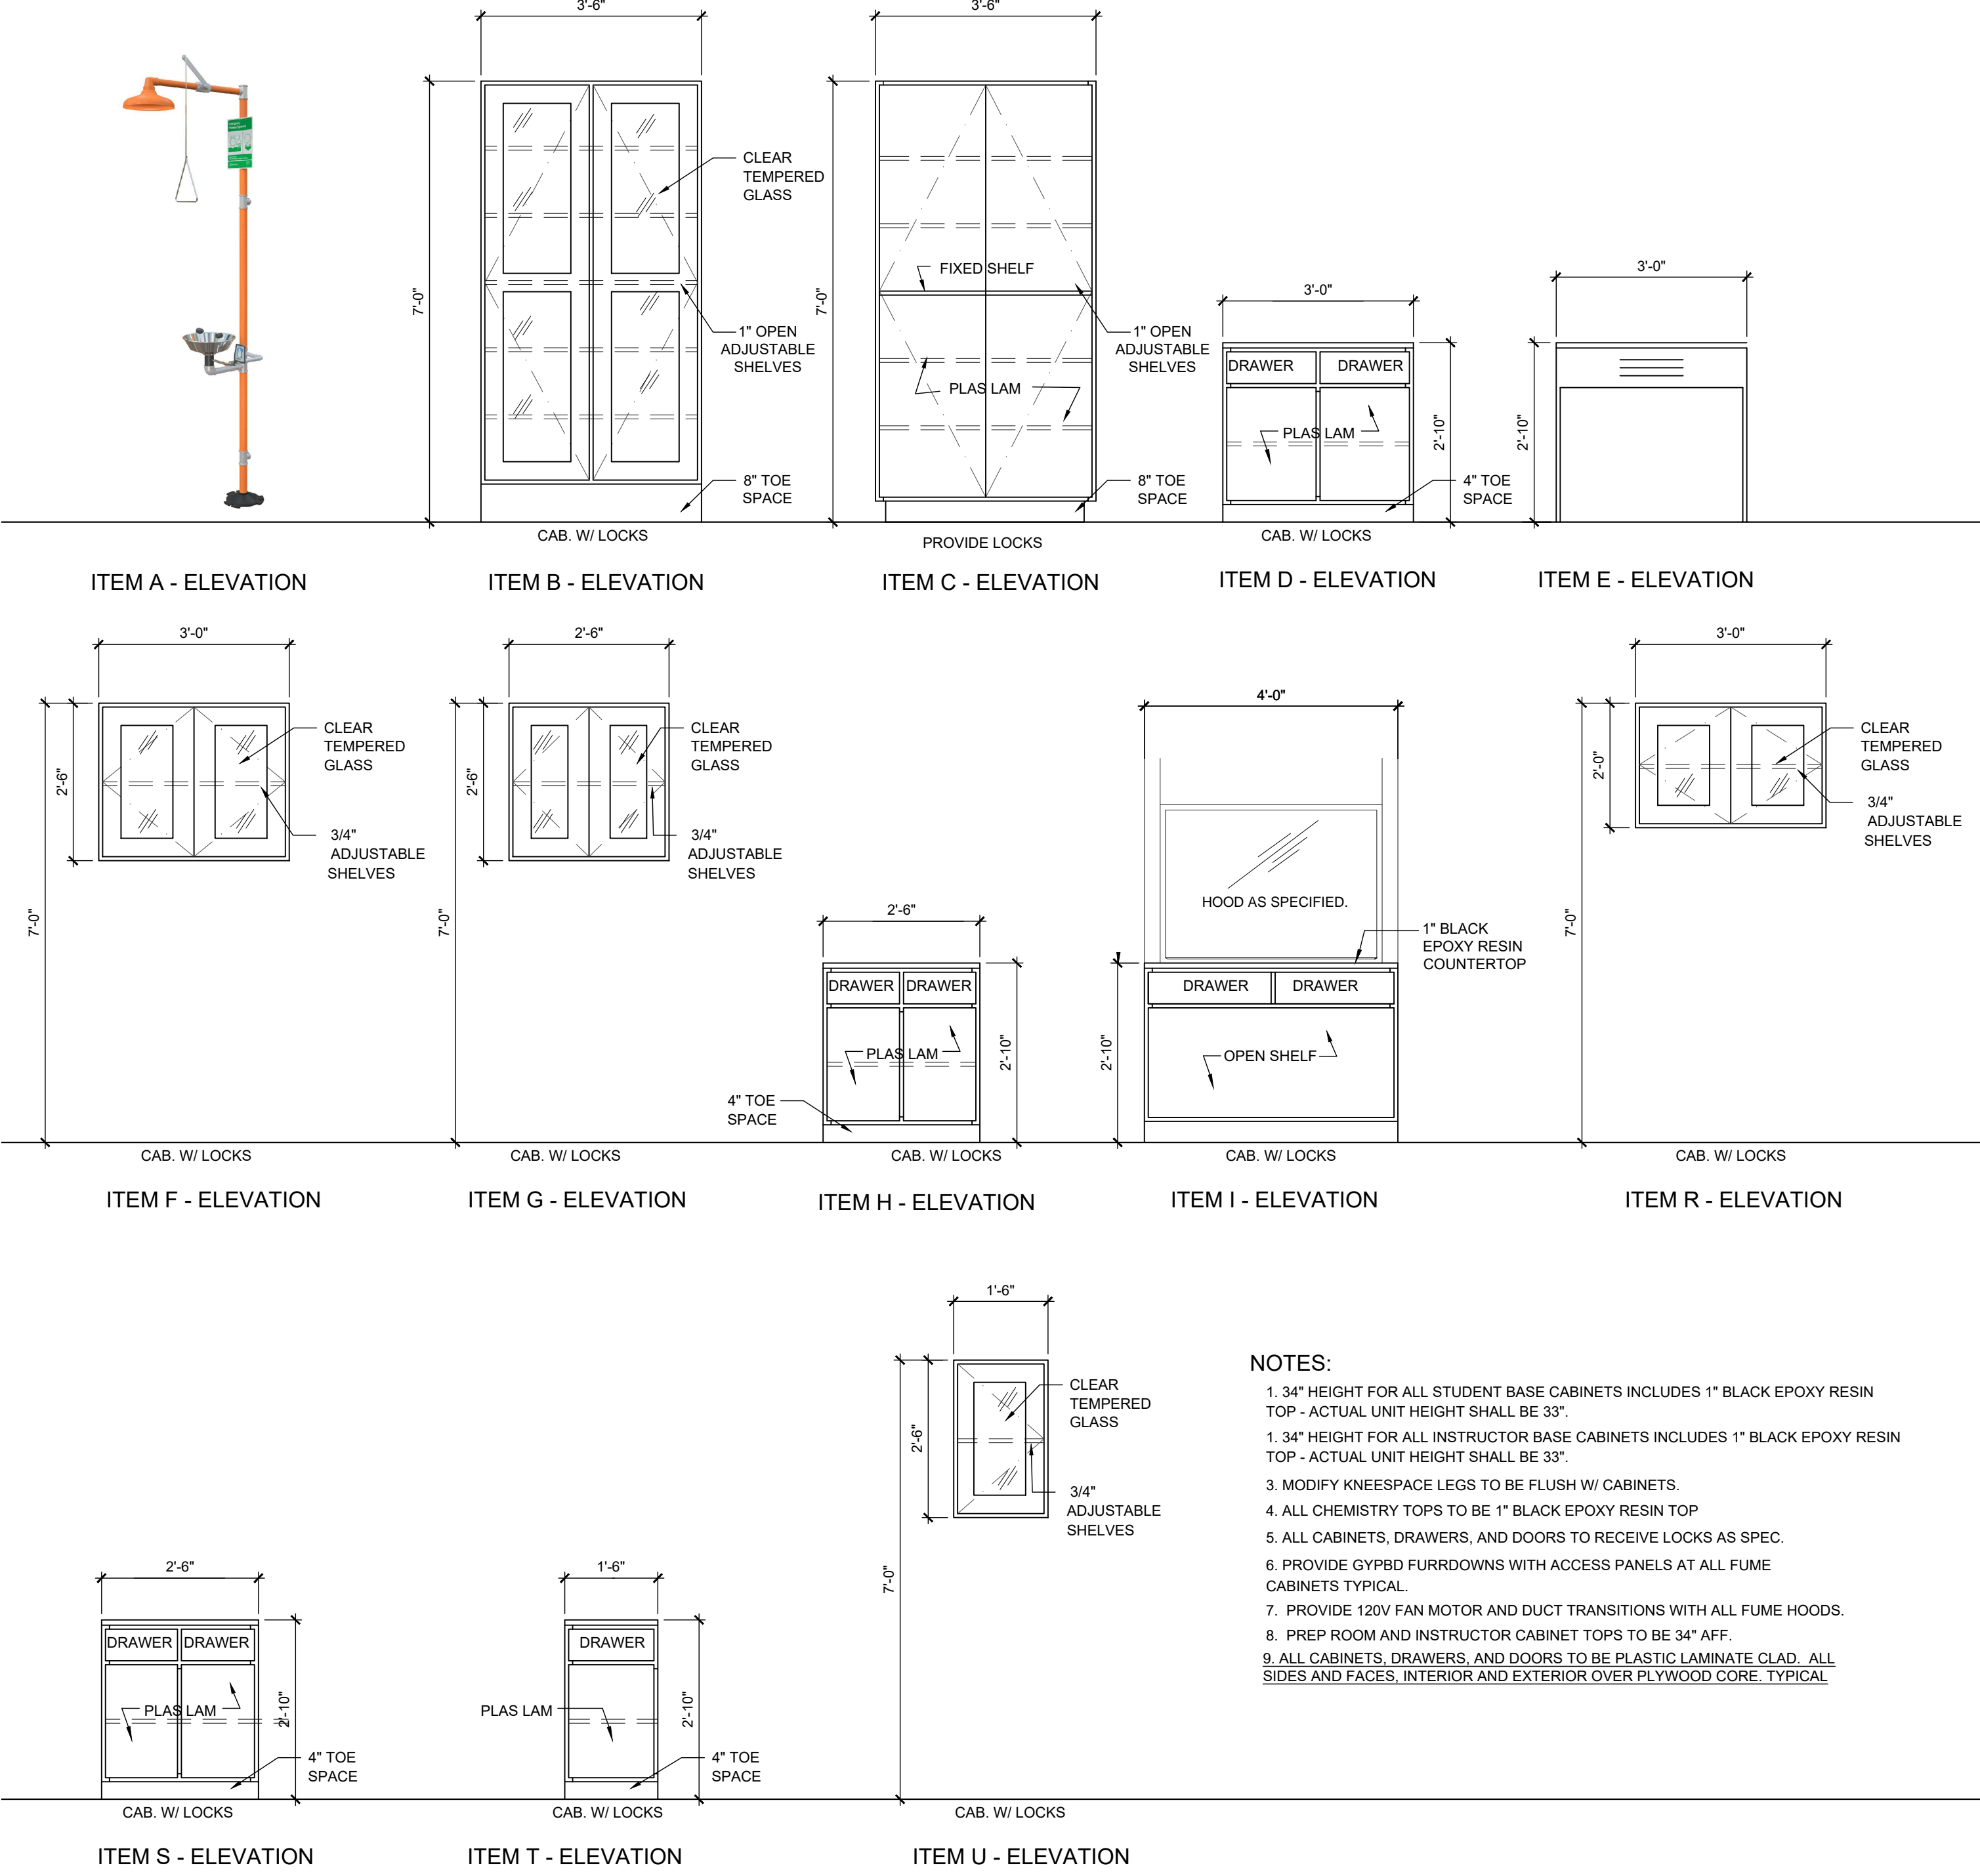 3'-6"
3'-6"
7'-0"
CLEAR
TEMPERED
GLASS
1" OPEN
ADJUSTABLE
SHELVES
8" TOE
SPACE
7'-0"
FIXED SHELF
1" OPEN
ADJUSTABLE
SHELVES
PLAS LAM
8" TOE
SPACE
3'-0"
DRAWER DRAWER
PLAS LAM
2'-10"
4" TOE
SPACE
3'-0"
2'-10"
CAB. W/ LOCKS
PROVIDE LOCKS
CAB. W/ LOCKS
ITEM A - ELEVATION
ITEM B - ELEVATION
ITEM C - ELEVATION
ITEM D - ELEVATION
ITEM E - ELEVATION
3'-0"
2'-6"
7'-0"
CLEAR
TEMPERED
GLASS
3/4"
ADJUSTABLE
SHELVES
2'-6"
2'-6"
7'-0"
CLEAR
TEMPERED
GLASS
3/4"
ADJUSTABLE
SHELVES
2'-6"
DRAWER DRAWER
PLAS LAM
2'-10"
4" TOE
SPACE
4'-0"
HOOD AS SPECIFIED.
1" BLACK
EPOXY RESIN
COUNTERTOP
DRAWER DRAWER
OPEN SHELF
2'-10"
3'-0"
2'-0"
7'-0"
CLEAR
TEMPERED
GLASS
3/4"
ADJUSTABLE
SHELVES
CAB. W/ LOCKS
CAB. W/ LOCKS
CAB. W/ LOCKS
CAB. W/ LOCKS
CAB. W/ LOCKS
ITEM F - ELEVATION
ITEM G - ELEVATION
ITEM H - ELEVATION
ITEM I - ELEVATION
ITEM R - ELEVATION
2'-6"
DRAWER DRAWER
PLAS LAM
2'-10"
4" TOE
SPACE
1'-6"
DRAWER
PLAS LAM
2'-10"
4" TOE
SPACE
1'-6"
2'-6"
7'-0"
CLEAR
TEMPERED
GLASS
3/4"
ADJUSTABLE
SHELVES
CAB. W/ LOCKS
CAB. W/ LOCKS
CAB. W/ LOCKS
ITEM S - ELEVATION
ITEM T - ELEVATION
ITEM U - ELEVATION
NOTES:
1. 34" HEIGHT FOR ALL STUDENT BASE CABINETS INCLUDES 1" BLACK EPOXY RESIN
TOP - ACTUAL UNIT HEIGHT SHALL BE 33".
1. 34" HEIGHT FOR ALL INSTRUCTOR BASE CABINETS INCLUDES 1" BLACK EPOXY RESIN
TOP - ACTUAL UNIT HEIGHT SHALL BE 33".
3. MODIFY KNEESPACE LEGS TO BE FLUSH W/ CABINETS.
4. ALL CHEMISTRY TOPS TO BE 1" BLACK EPOXY RESIN TOP
5. ALL CABINETS, DRAWERS, AND DOORS TO RECEIVE LOCKS AS SPEC.
6. PROVIDE GYPBD FURRDOWNS WITH ACCESS PANELS AT ALL FUME
CABINETS TYPICAL.
7. PROVIDE 120V FAN MOTOR AND DUCT TRANSITIONS WITH ALL FUME HOODS.
8. PREP ROOM AND INSTRUCTOR CABINET TOPS TO BE 34" AFF.
9. ALL CABINETS, DRAWERS, AND DOORS TO BE PLASTIC LAMINATE CLAD. ALL
SIDES AND FACES, INTERIOR AND EXTERIOR OVER PLYWOOD CORE. TYPICAL